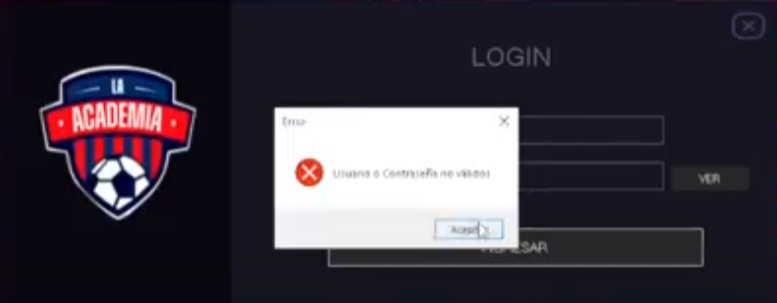 LA
ACADEMIA
LOGIN
Error
Usuario o Contraseña no válidos
VER
Aceptar